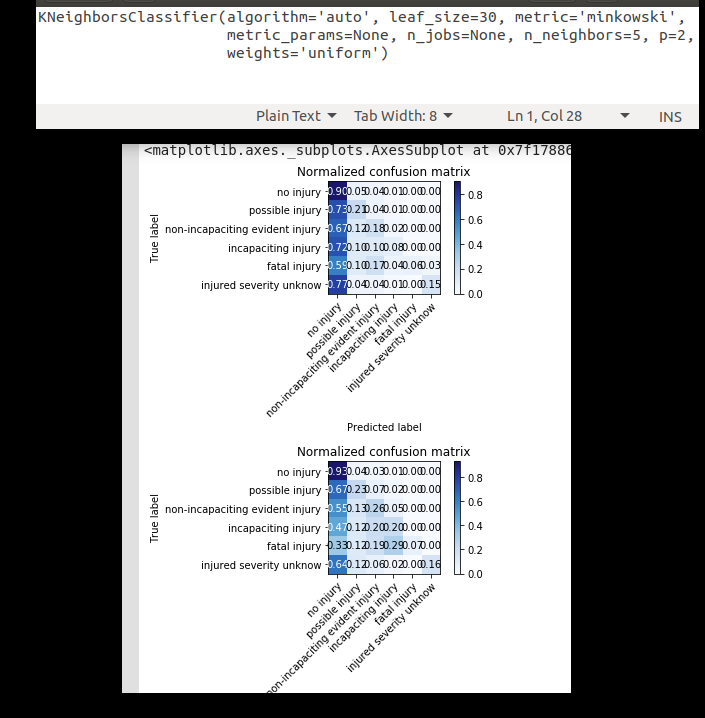 KNeighborsClassifier(algorithm='auto', leaf_size=30, metric='minkowski',
metric_params=None, n_jobs=None, n_neighbors=5, p=2,
weights='uniform')
Plain Text Tab Width: 8 Ln 1, Col 28 INS
<matplotlib.axes._subplots.AxesSubplot at 0x7f17886
Normalized confusion matrix
True label
no injury 0.90 0.05 0.04 0.01 0.00 0.00
possible injury 0.73 0.21 0.04 0.01 0.00 0.00
non-incapaciting evident injury 0.67 0.12 0.18 0.02 0.00 0.00
incapaciting injury 0.72 0.10 0.10 0.08 0.00 0.00
fatal injury 0.59 0.10 0.17 0.04 0.06 0.03
injured severity unknow 0.77 0.04 0.04 0.01 0.00 0.15
0.8
0.6
0.4
0.2
0.0
no injury
possible injury
non-incapaciting evident injury
incapaciting injury
fatal injury
injured severity unknow
Predicted label
Normalized confusion matrix
True label
no injury 0.93 0.04 0.03 0.01 0.00 0.00
possible injury 0.67 0.23 0.07 0.02 0.00 0.00
non-incapaciting evident injury 0.55 0.13 0.26 0.05 0.00 0.00
incapaciting injury 0.47 0.12 0.20 0.20 0.00 0.00
fatal injury 0.33 0.12 0.19 0.29 0.07 0.00
injured severity unknow 0.64 0.12 0.06 0.02 0.00 0.16
0.8
0.6
0.4
0.2
0.0
no injury
possible injury
non-incapaciting evident injury
incapaciting injury
fatal injury
injured severity unknow